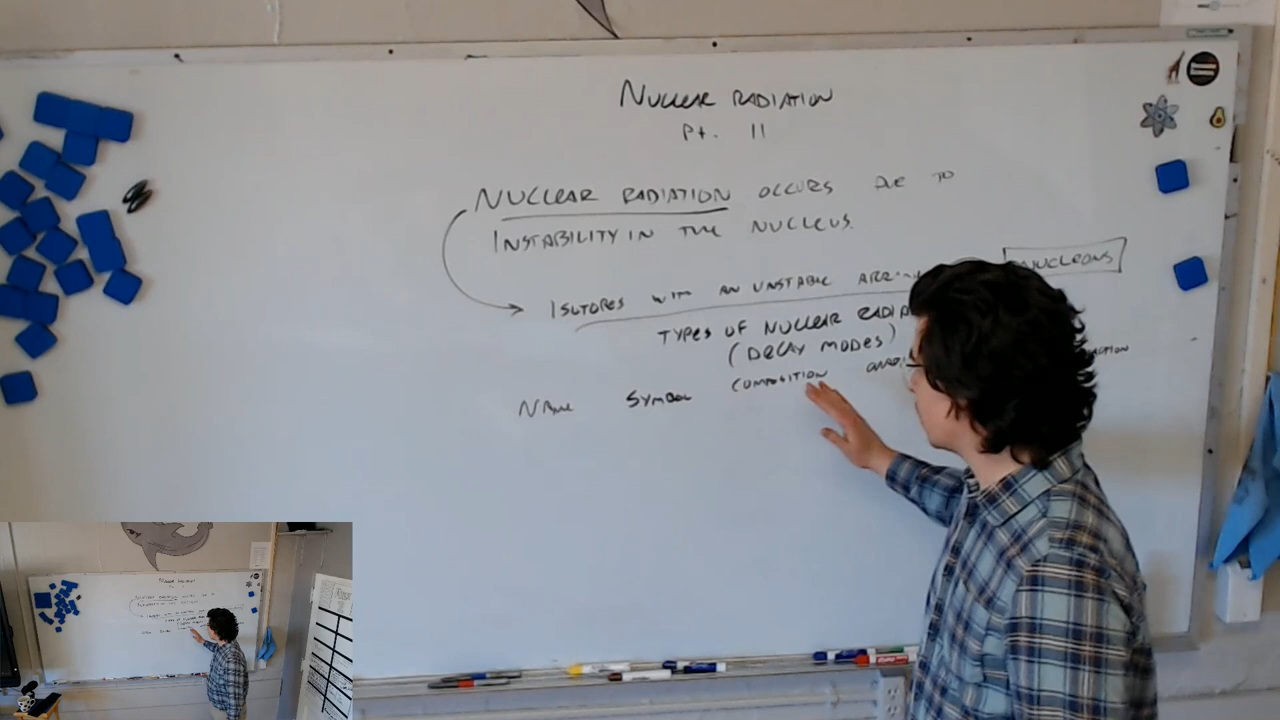 NUCLEAR RADIATION
Pt. II
NUCLEAR RADIATION OCCURS DUE TO
INSTABILITY IN THE NUCLEUS.
ISOTOPES WITH AN UNSTABLE NUCLEONS
TYPES OF NUCLEAR
(DECAY MODES)
NAME SYMBOL COMPOSITION